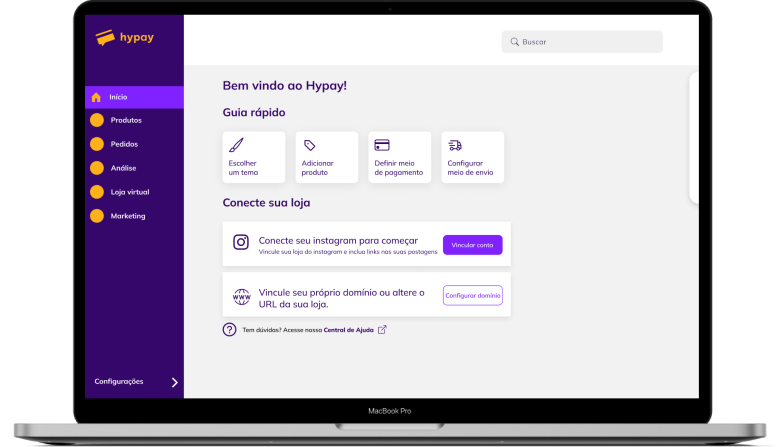 hypay
Buscar
Início
Produtos
Pedidos
Análise
Loja virtual
Marketing
Configurações
Bem vindo ao Hypay!
Guia rápido
Escolher
um tema
Adicionar
produto
Definir meio
de pagamento
Configurar
meio de envio
Conecte sua loja
Conecte seu instagram para começar
Vincule sua loja do instagram e inclua links nas suas postagens
Vincular conta
www
Vincule seu próprio domínio ou altere o
URL da sua loja.
Configurar domínio
? Tem dúvidas? Acesse nossa Central de Ajuda
MacBook Pro